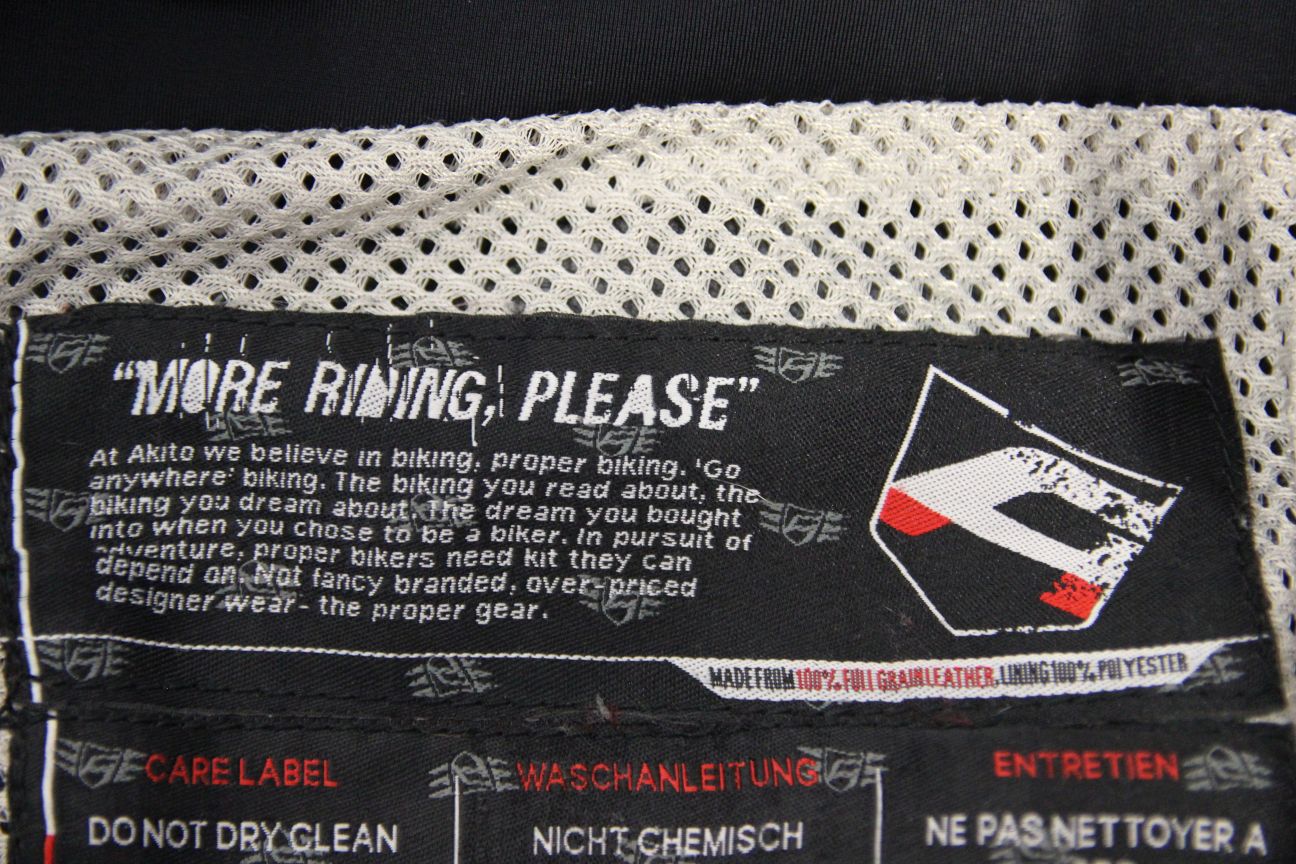 "MORE RIDING, PLEASE"
At Akito we believe in biking, proper biking. 'Go
anywhere' biking. The biking you read about, the
biking you dream about. The dream you bought
into when you chose to be a biker. In pursuit of
adventure, proper bikers need kit they can
depend on. Not fancy branded, over-priced
designer wear- the proper gear.
MADE FROM 100% FULL GRAIN LEATHER, LINING 100% POLYESTER
CARE LABEL
DO NOT DRY CLEAN
WASCHANLEITUNG
NICHT CHEMISCH
ENTRETIEN
NE PAS NETTOYER A